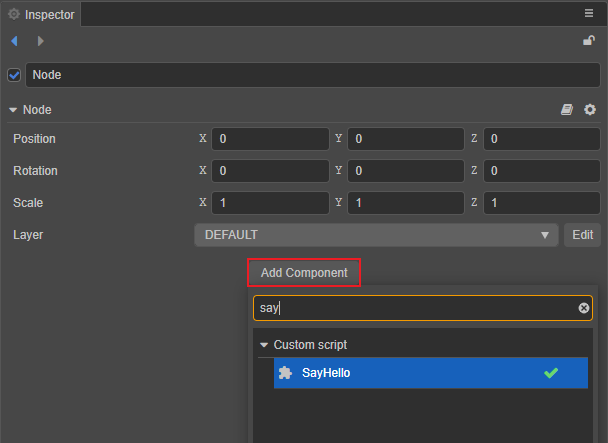 Inspector
Node
Node
Position X 0 Y 0 Z 0
Rotation X 0 Y 0 Z 0
Scale X 1 Y 1 Z 1
Layer DEFAULT Edit
Add Component
say
Custom script
SayHello